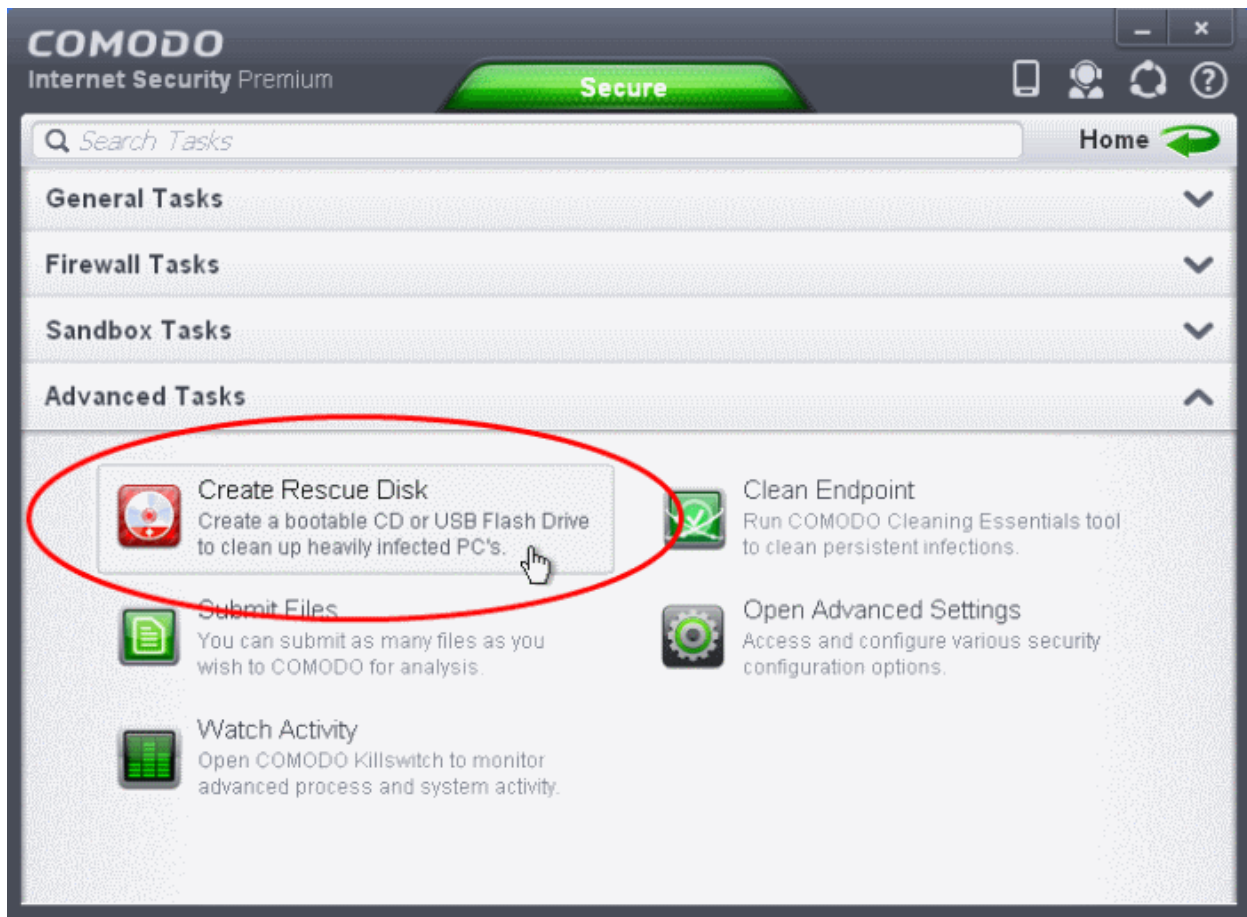 COMODO
Internet Security Premium
Secure
?
Search Tasks
Home
General Tasks
Firewall Tasks
Sandbox Tasks
Advanced Tasks
Create Rescue Disk
Create a bootable CD or USB Flash Drive
to clean up heavily infected PC's.
Clean Endpoint
Run COMODO Cleaning Essentials tool
to clean persistent infections.
Submit Files
You can submit as many files as you
wish to COMODO for analysis.
Open Advanced Settings
Access and configure various security
configuration options.
Watch Activity
Open COMODO Killswitch to monitor
advanced process and system activity.